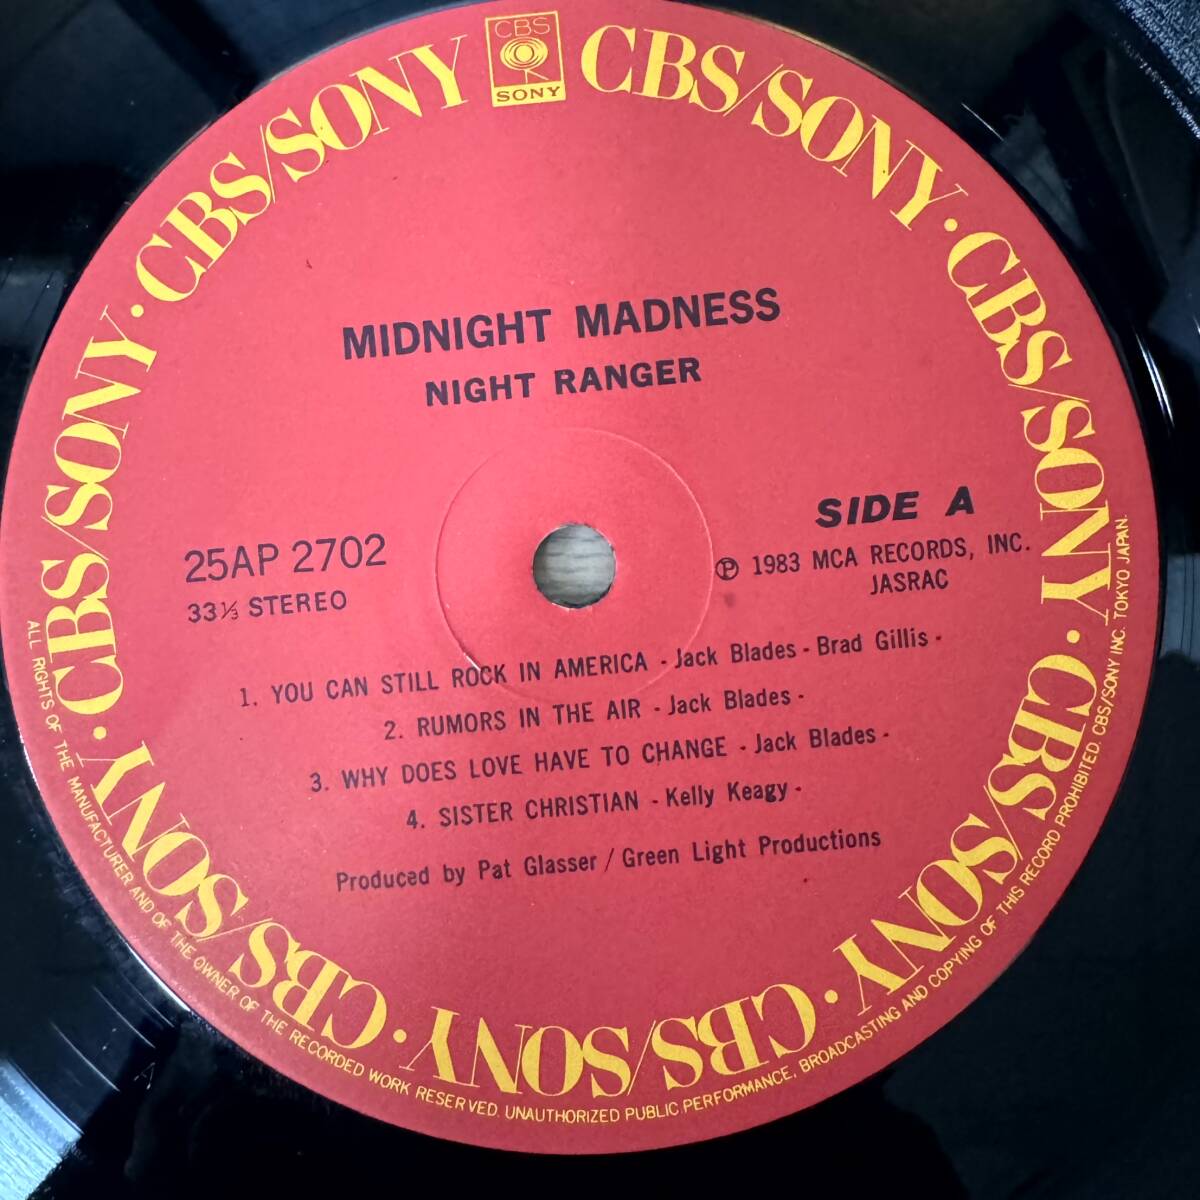 CBS
SONY
CBS/SONY · CBS/SONY · CBS/SONY · CBS/SONY · CBS/SONY · CBS/SONY · CBS/SONY · CBS/SONY
MIDNIGHT MADNESS
NIGHT RANGER
25AP 2702
33⅓ STEREO
SIDE A
Ⓟ 1983 MCA RECORDS, INC.
JASRAC
1. YOU CAN STILL ROCK IN AMERICA - Jack Blades - Brad Gillis -
2. RUMORS IN THE AIR - Jack Blades -
3. WHY DOES LOVE HAVE TO CHANGE - Jack Blades -
4. SISTER CHRISTIAN - Kelly Keagy -
Produced by Pat Glasser / Green Light Productions
ALL RIGHTS OF THE MANUFACTURER AND OF THE OWNER OF THE RECORDED WORK RESERVED. UNAUTHORIZED PUBLIC PERFORMANCE, BROADCASTING AND COPYING OF THIS RECORD PROHIBITED. CBS/SONY INC. TOKYO JAPAN.